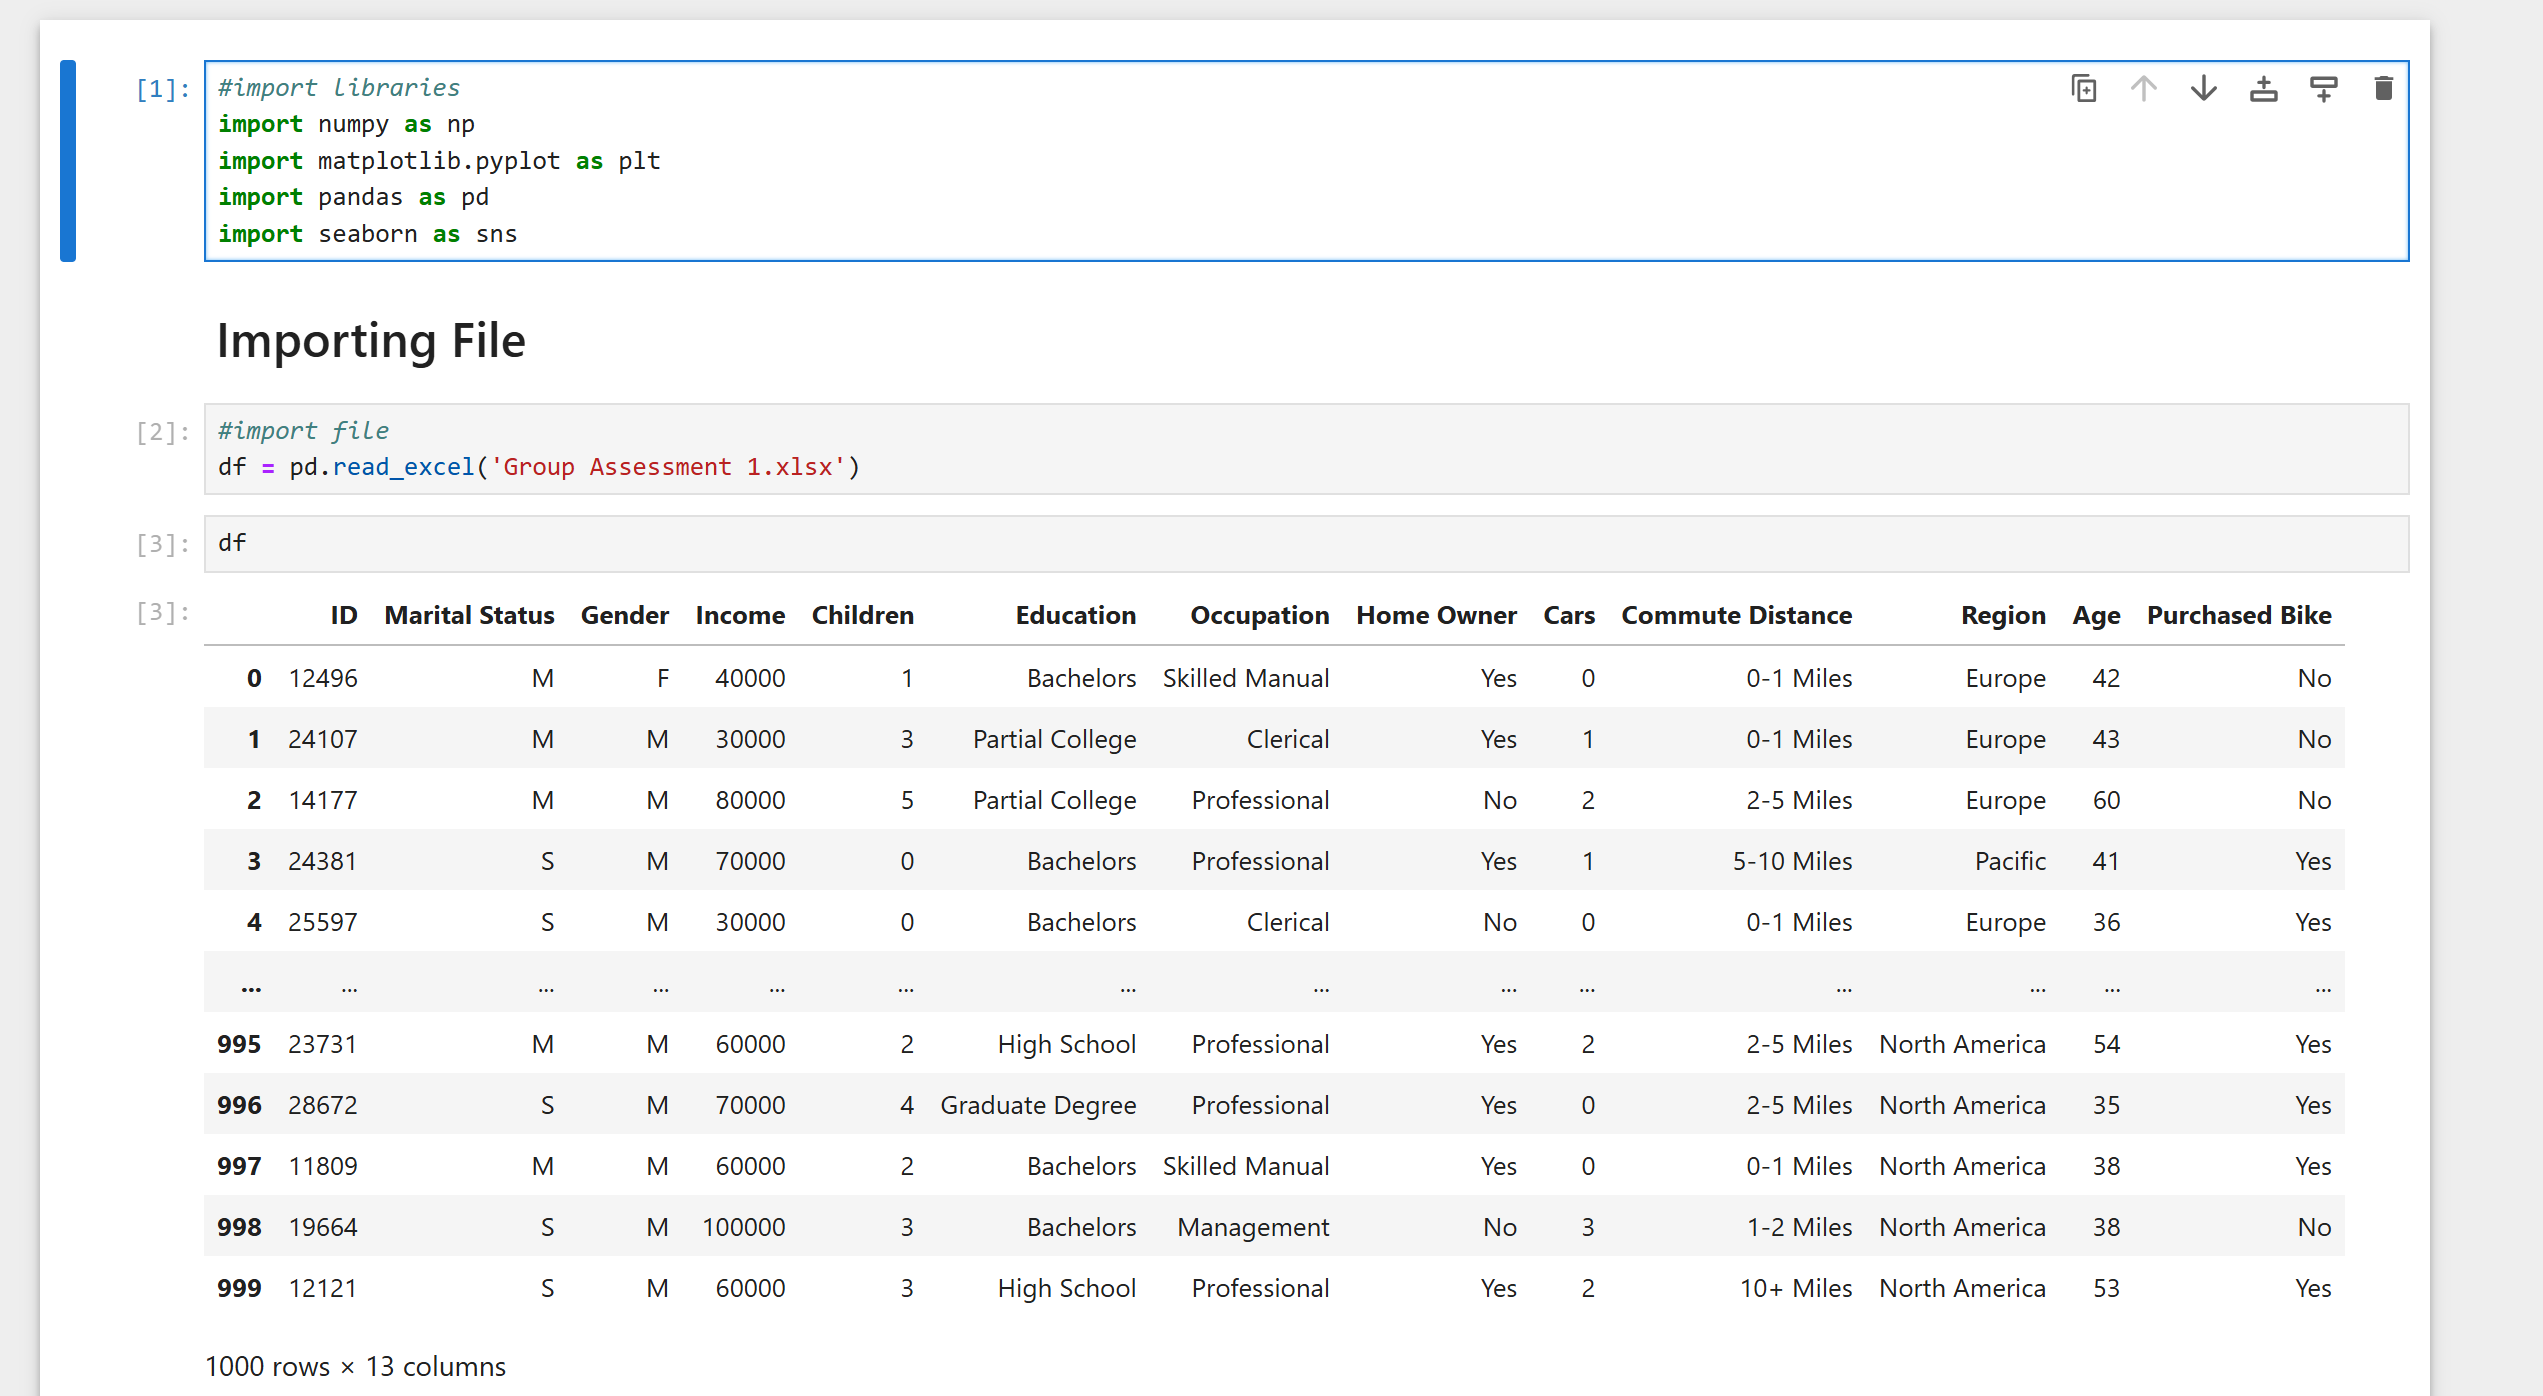 [1]: #import libraries
import numpy as np
import matplotlib.pyplot as plt
import pandas as pd
import seaborn as sns
Importing File
[2]: #import file
df = pd.read_excel('Group Assessment 1.xlsx')
[3]: df
[3]: ID Marital Status Gender Income Children Education Occupation Home Owner Cars Commute Distance Region Age Purchased Bike
0 12496 M F 40000 1 Bachelors Skilled Manual Yes 0 0-1 Miles Europe 42 No
1 24107 M M 30000 3 Partial College Clerical Yes 1 0-1 Miles Europe 43 No
2 14177 M M 80000 5 Partial College Professional No 2 2-5 Miles Europe 60 No
3 24381 S M 70000 0 Bachelors Professional Yes 1 5-10 Miles Pacific 41 Yes
4 25597 S M 30000 0 Bachelors Clerical No 0 0-1 Miles Europe 36 Yes
... ... ... ... ... ... ... ... ... ... ... ... ... ...
995 23731 M M 60000 2 High School Professional Yes 2 2-5 Miles North America 54 Yes
996 28672 S M 70000 4 Graduate Degree Professional Yes 0 2-5 Miles North America 35 Yes
997 11809 M M 60000 2 Bachelors Skilled Manual Yes 0 0-1 Miles North America 38 Yes
998 19664 S M 100000 3 Bachelors Management No 3 1-2 Miles North America 38 No
999 12121 S M 60000 3 High School Professional Yes 2 10+ Miles North America 53 Yes
1000 rows × 13 columns